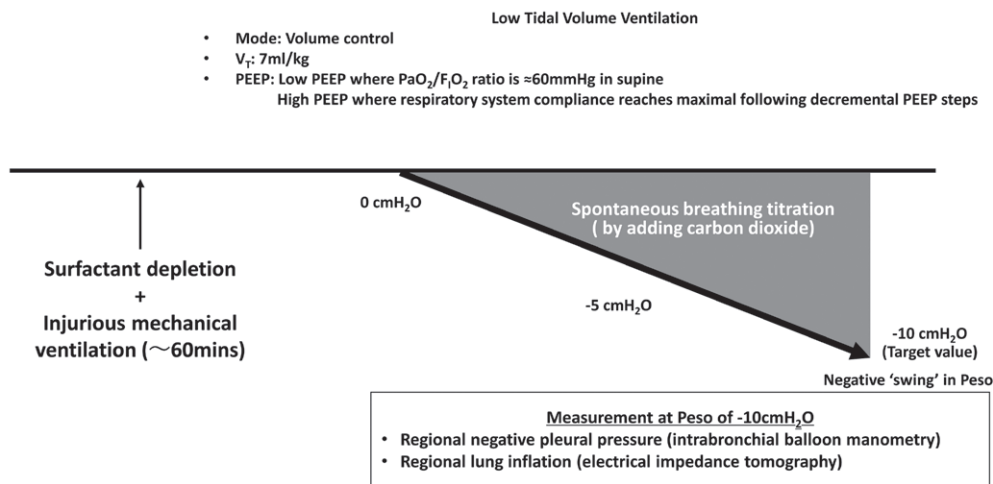 Low Tidal Volume Ventilation
• Mode: Volume control
• V_T: 7ml/kg
• PEEP: Low PEEP where PaO₂/F_IO₂ ratio is ≈60mmHg in supine
High PEEP where respiratory system compliance reaches maximal following decremental PEEP steps
0 cmH₂O
Spontaneous breathing titration
( by adding carbon dioxide)
Surfactant depletion
+
Injurious mechanical
ventilation (～60mins)
-5 cmH₂O
-10 cmH₂O
(Target value)
Negative ‘swing’ in Peso
Measurement at Peso of -10cmH₂O
• Regional negative pleural pressure (intrabronchial balloon manometry)
• Regional lung inflation (electrical impedance tomography)